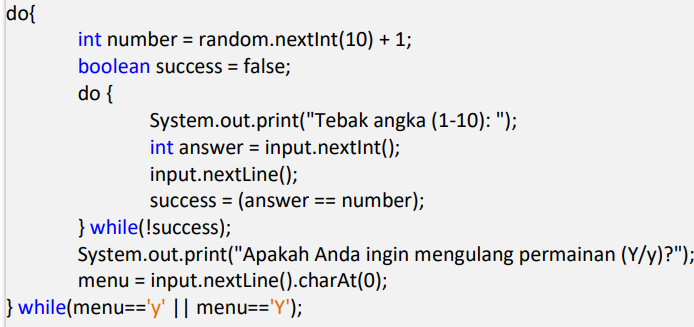 do{
int number = random.nextInt(10) + 1;
boolean success = false;
do {
System.out.print("Tebak angka (1-10): ");
int answer = input.nextInt();
input.nextLine();
success = (answer == number);
} while(!success);
System.out.print("Apakah Anda ingin mengulang permainan (Y/y)?");
menu = input.nextLine().charAt(0);
} while(menu=='y' || menu=='Y');